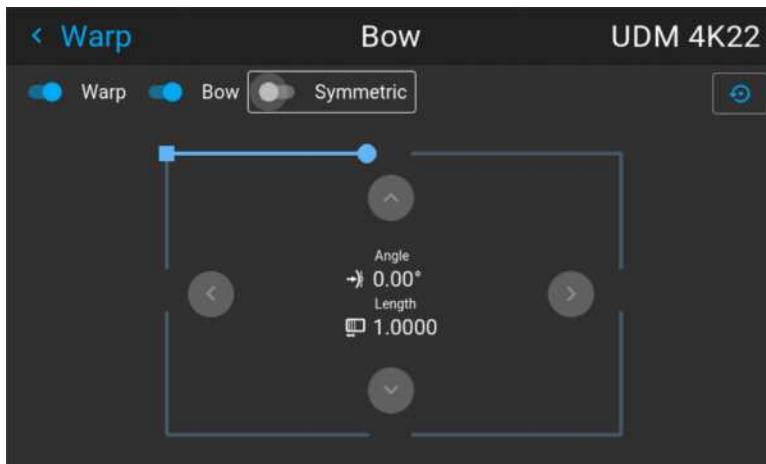 Warp
Bow
UDM 4K22
Warp
Bow
Symmetric
Angle
0.00°
Length
1.0000